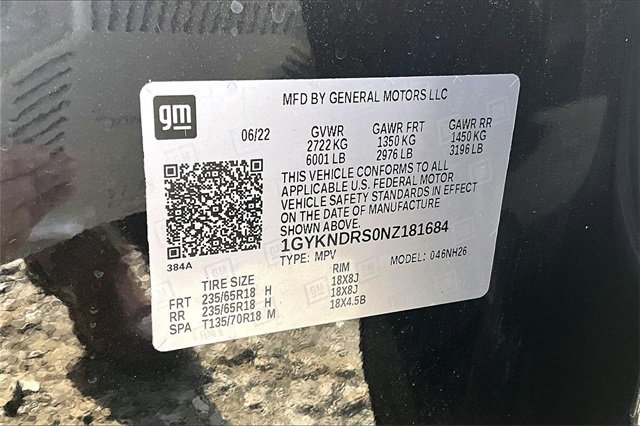 gm
MFD BY GENERAL MOTORS LLC
06/22 GVWR GAWR FRT GAWR RR
2722 KG 1350 KG 1450 KG
6001 LB 2976 LB 3196 LB
THIS VEHICLE CONFORMS TO ALL
APPLICABLE U.S. FEDERAL MOTOR
VEHICLE SAFETY STANDARDS IN EFFECT
ON THE DATE OF MANUFACTURE
SHOWN ABOVE.
1GYKNDRS0NZ181684
384A
TYPE: MPV MODEL: 046NH26
TIRE SIZE RIM
FRT 235/65R18 H 18X8J
RR 235/65R18 H 18X8J
SPA T135/70R18 M 18X4.5B